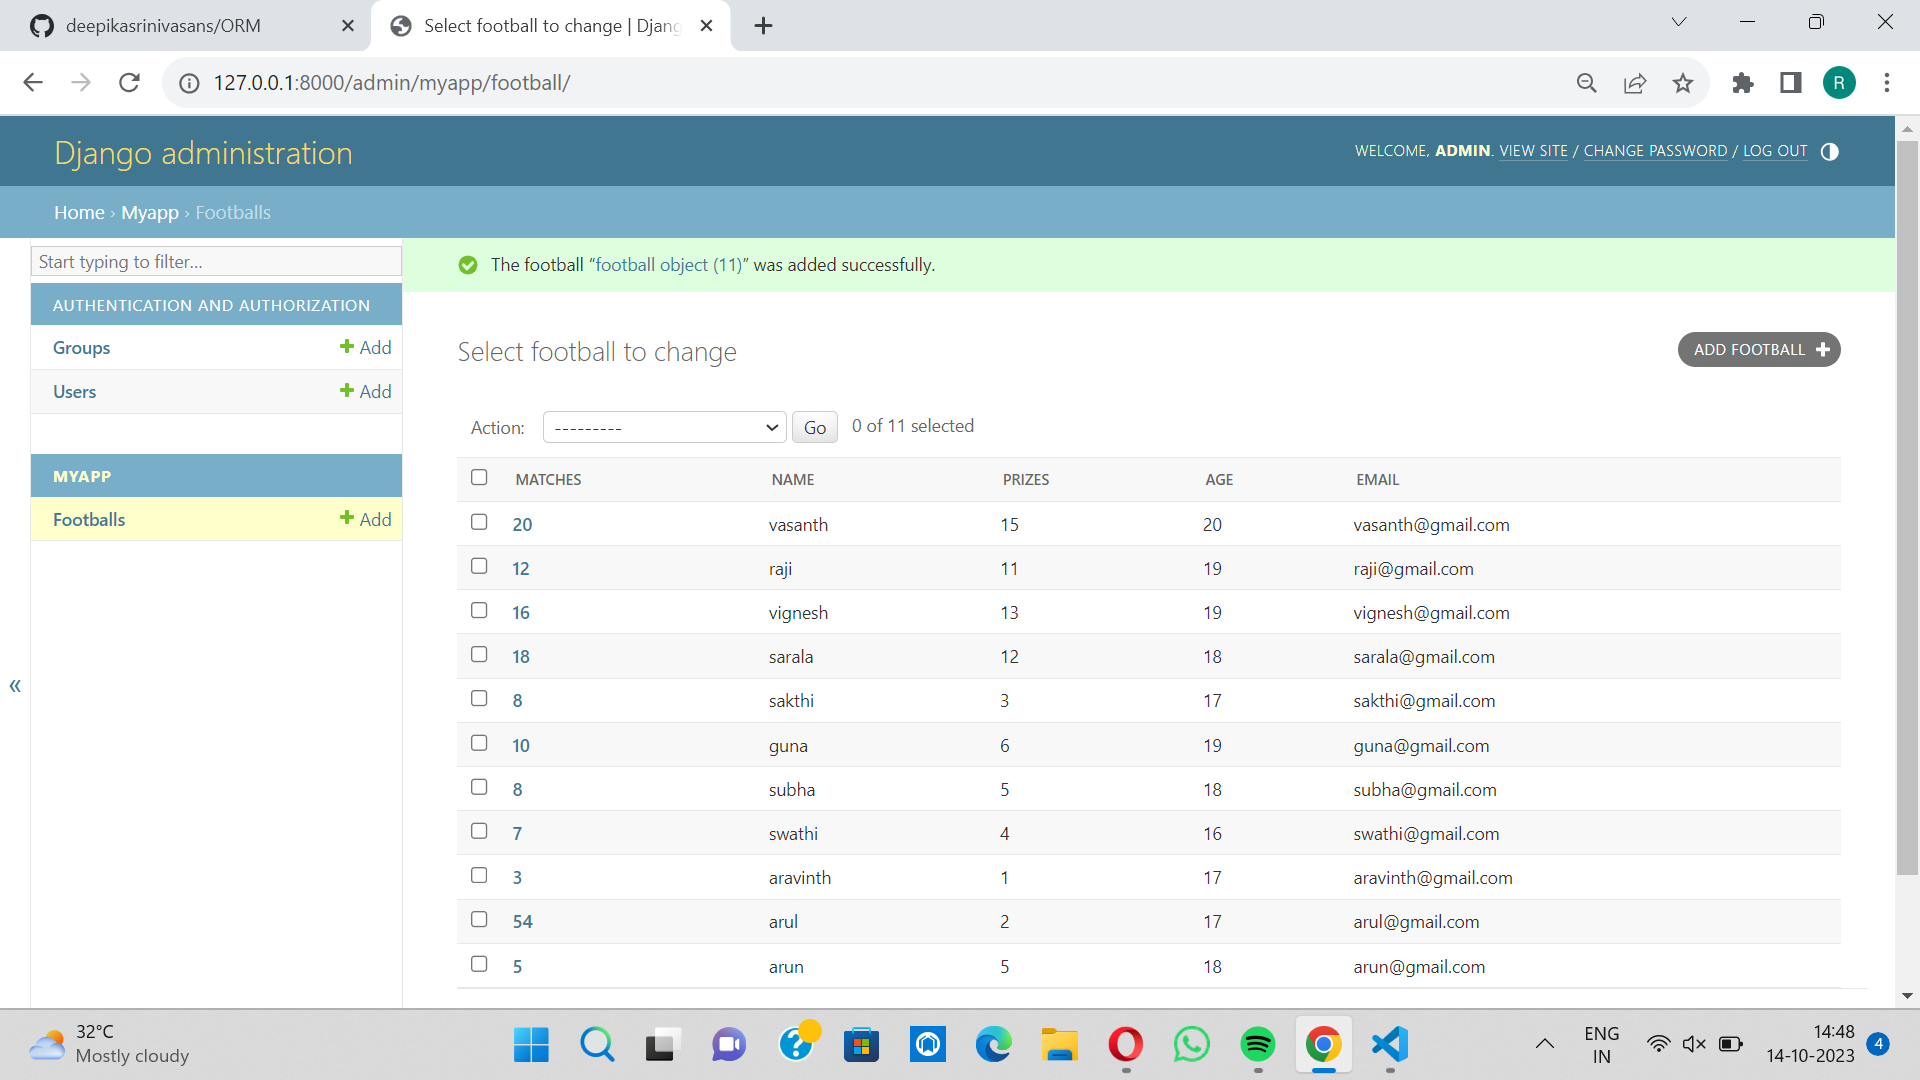 deepikasrinivasans/ORM
Select football to change | Djang
127.0.0.1:8000/admin/myapp/football/
R
Django administration
WELCOME, ADMIN. VIEW SITE / CHANGE PASSWORD / LOG OUT
Home › Myapp › Footballs
Start typing to filter...
The football “football object (11)” was added successfully.
AUTHENTICATION AND AUTHORIZATION
Groups Add
Users Add
MYAPP
Footballs Add
Select football to change
ADD FOOTBALL
Action: --------- Go 0 of 11 selected
MATCHES NAME PRIZES AGE EMAIL
20 vasanth 15 20 vasanth@gmail.com
12 raji 11 19 raji@gmail.com
16 vignesh 13 19 vignesh@gmail.com
18 sarala 12 18 sarala@gmail.com
8 sakthi 3 17 sakthi@gmail.com
10 guna 6 19 guna@gmail.com
8 subha 5 18 subha@gmail.com
7 swathi 4 16 swathi@gmail.com
3 aravinth 1 17 aravinth@gmail.com
54 arul 2 17 arul@gmail.com
5 arun 5 18 arun@gmail.com
«
32°C
Mostly cloudy
ENG
IN
14:48
14-10-2023
4